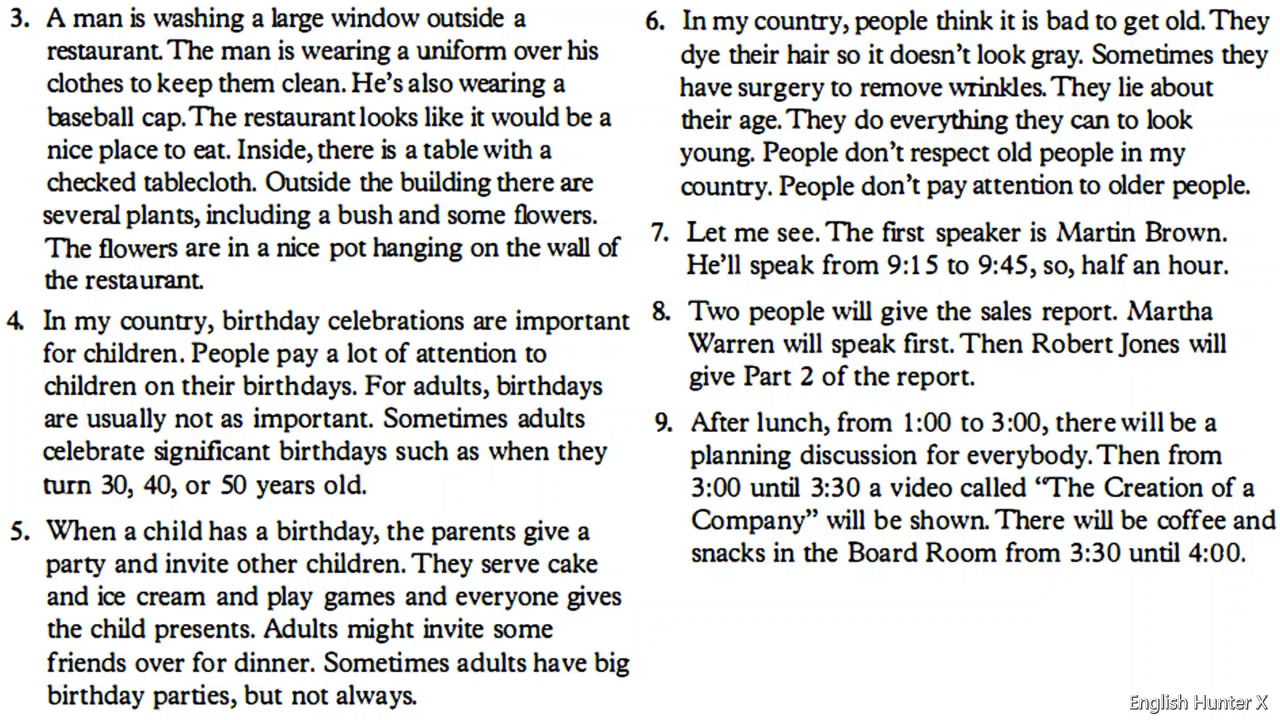 3. A man is washing a large window outside a
restaurant. The man is wearing a uniform over his
clothes to keep them clean. He's also wearing a
baseball cap. The restaurant looks like it would be a
nice place to eat. Inside, there is a table with a
checked tablecloth. Outside the building there are
several plants, including a bush and some flowers.
The flowers are in a nice pot hanging on the wall of
the restaurant.
4. In my country, birthday celebrations are important
for children. People pay a lot of attention to
children on their birthdays. For adults, birthdays
are usually not as important. Sometimes adults
celebrate significant birthdays such as when they
turn 30, 40, or 50 years old.
5. When a child has a birthday, the parents give a
party and invite other children. They serve cake
and ice cream and play games and everyone gives
the child presents. Adults might invite some
friends over for dinner. Sometimes adults have big
birthday parties, but not always.
6. In my country, people think it is bad to get old. They
dye their hair so it doesn't look gray. Sometimes they
have surgery to remove wrinkles. They lie about
their age. They do everything they can to look
young. People don't respect old people in my
country. People don't pay attention to older people.
7. Let me see. The first speaker is Martin Brown.
He'll speak from 9:15 to 9:45, so, half an hour.
8. Two people will give the sales report. Martha
Warren will speak first. Then Robert Jones will
give Part 2 of the report.
9. After lunch, from 1:00 to 3:00, there will be a
planning discussion for everybody. Then from
3:00 until 3:30 a video called "The Creation of a
Company" will be shown. There will be coffee and
snacks in the Board Room from 3:30 until 4:00.
English Hunter X